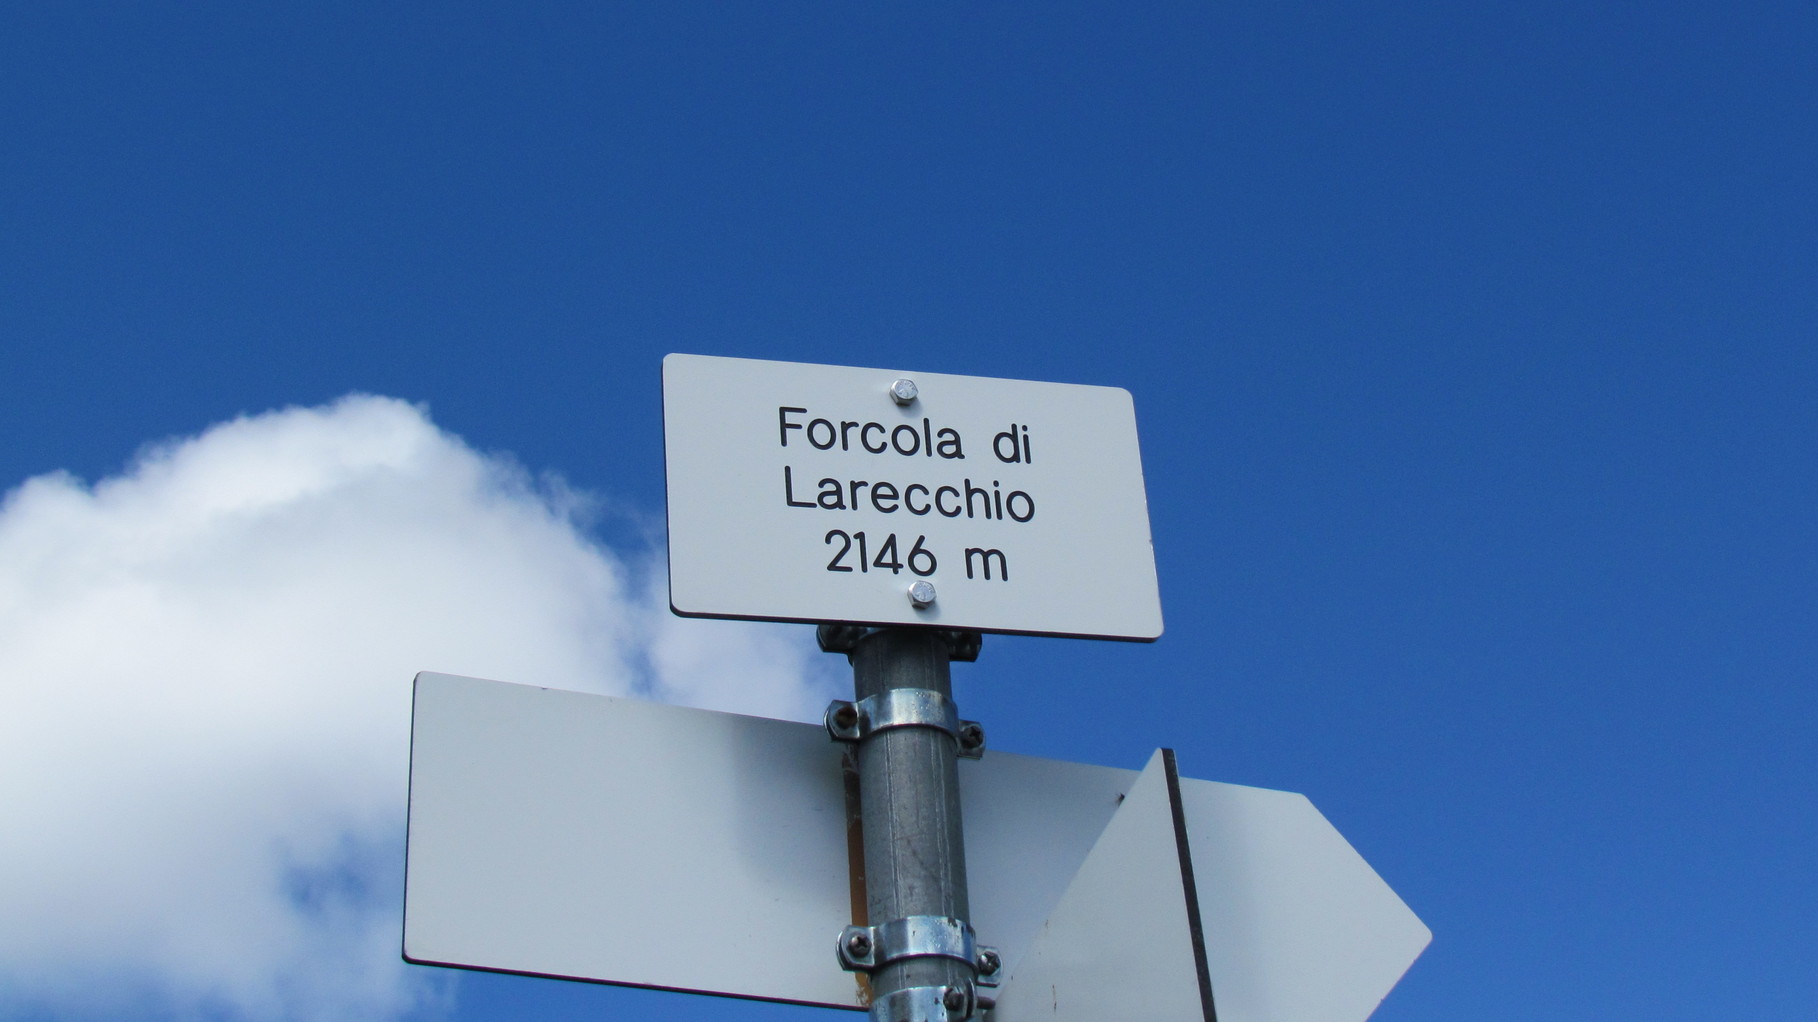 Forcola di
Larecchio
2146 m